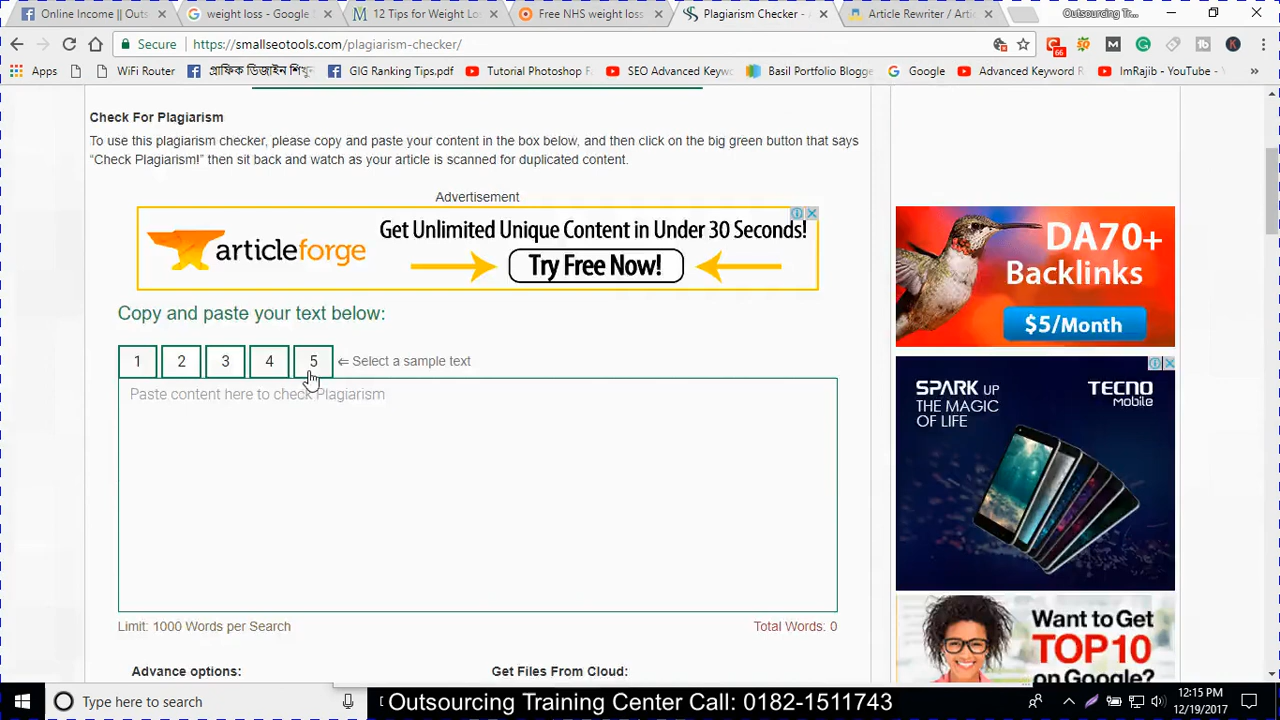 Online Income || Outs
weight loss - Google S
12 Tips for Weight Lo
Free NHS weight loss
Plagiarism Checker -
Article Rewriter / Artic
Outsourcing Tr...
Secure
https://smallseotools.com/plagiarism-checker/
66
Apps
WiFi Route
গ্রাফিক ডিজাইন শিখু
GIG Ranking Tips.pdf
Tutorial Photoshop F
SEO Advanced Keyw
Basil Portfolio Blogge
Google
Advanced Keyword R
ImRajib - YouTube -
Check For Plagiarism
To use this plagiarism checker, please copy and paste your content in the box below, and then click on the big green button that says
“Check Plagiarism!” then sit back and watch as your article is scanned for duplicated content.
Advertisement
articleforge
Get Unlimited Unique Content in Under 30 Seconds!
Try Free Now!
Copy and paste your text below:
1 2 3 4 5 ⇐ Select a sample text
Paste content here to check Plagiarism
Limit: 1000 Words per Search
Total Words: 0
Advance options:
Get Files From Cloud:
DA70+
Backlinks
$5/Month
SPARK UP
THE MAGIC
OF LIFE
TECNO
mobile
Want to Get
TOP10
on Google?
Type here to search
Outsourcing Training Center Call: 0182-1511743
12:15 PM
12/19/2017